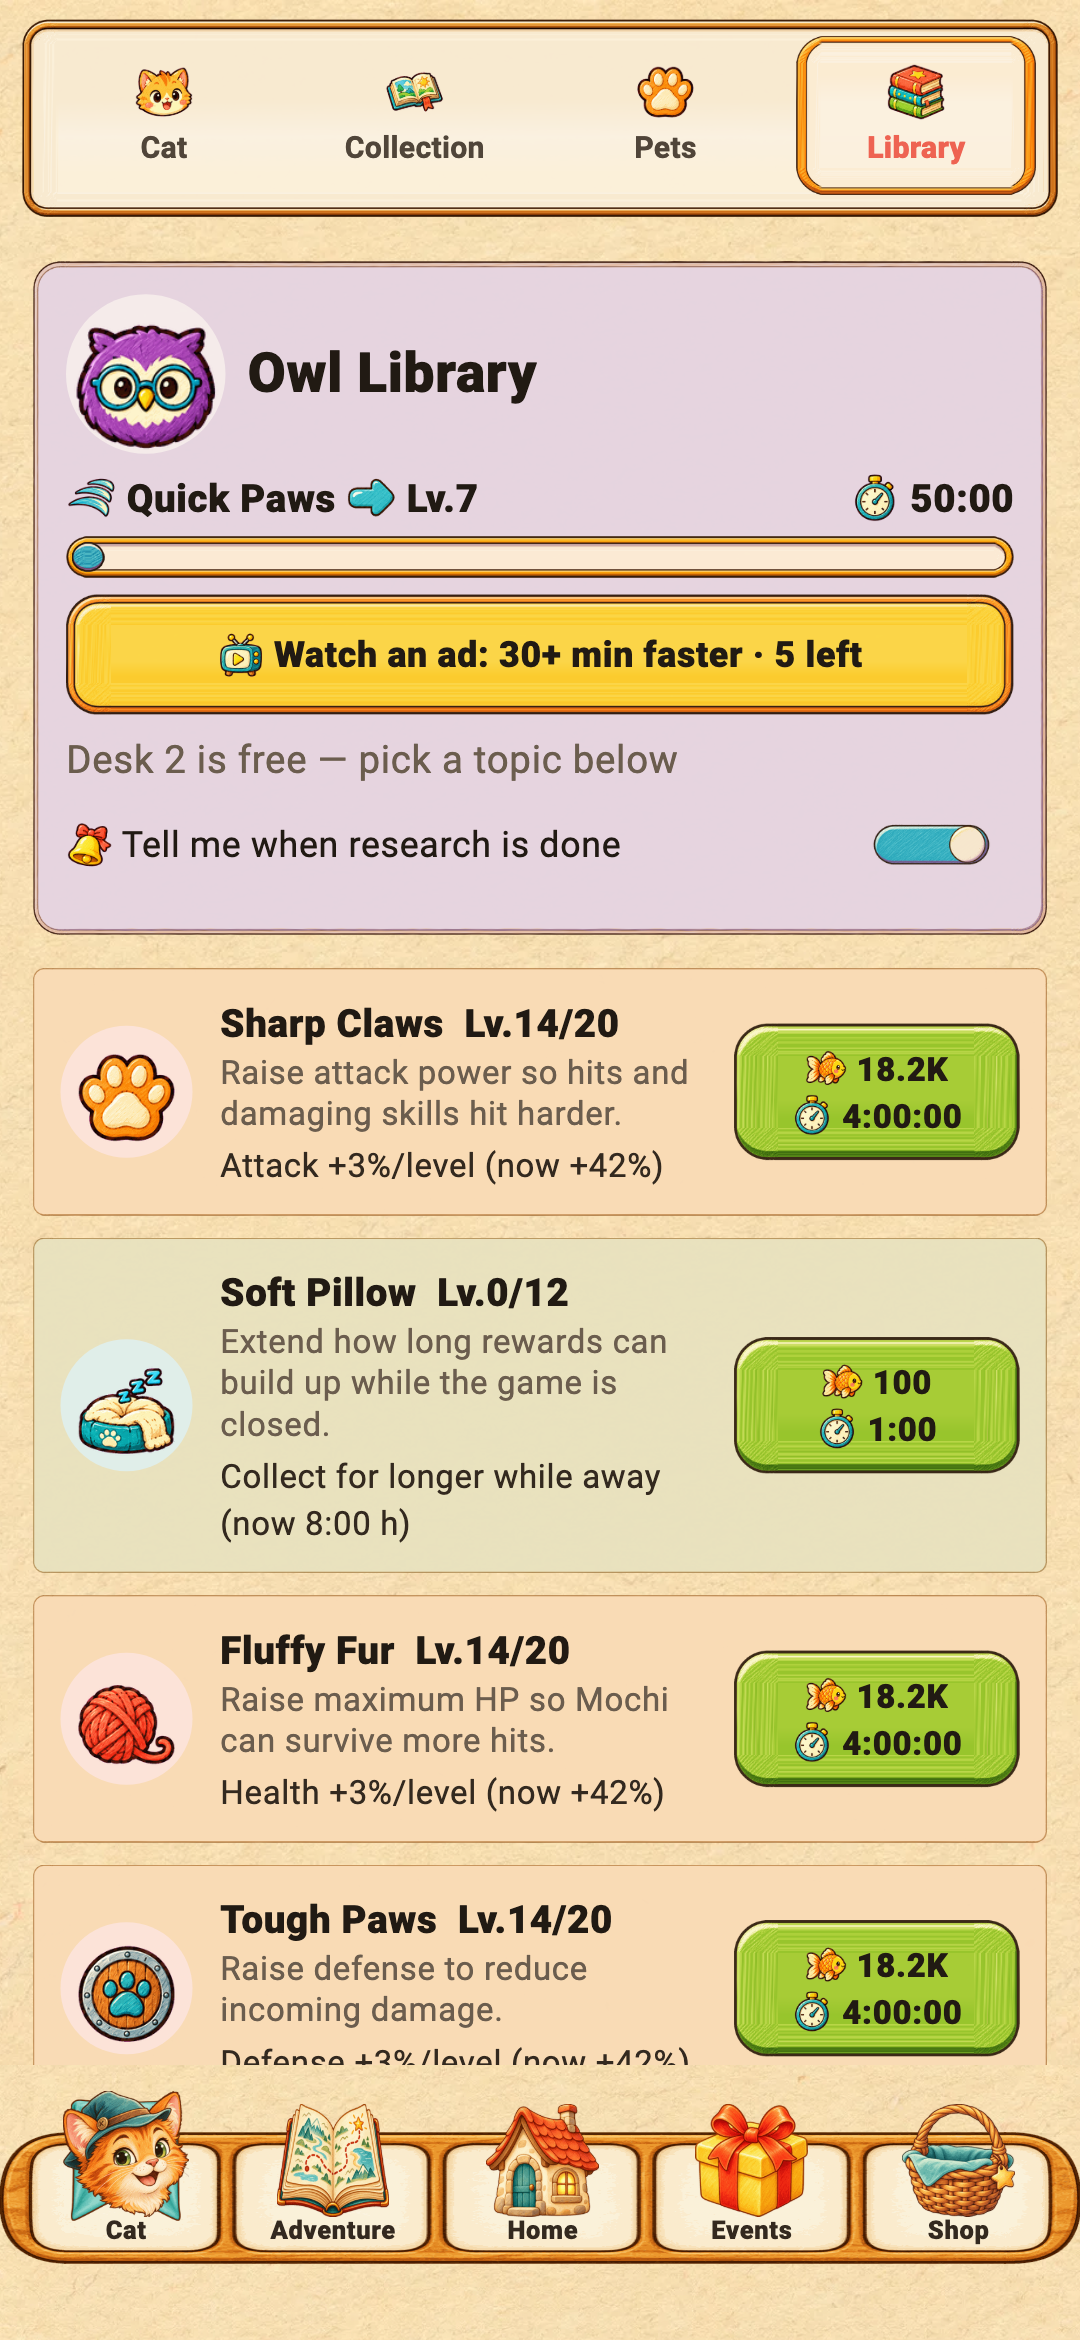 Cat
Collection
Pets
Library
Owl Library
Quick Paws Lv.7
50:00
Watch an ad: 30+ min faster · 5 left
Desk 2 is free — pick a topic below
Tell me when research is done
Sharp Claws Lv.14/20
Raise attack power so hits and
damaging skills hit harder.
Attack +3%/level (now +42%)
18.2K
4:00:00
Soft Pillow Lv.0/12
Extend how long rewards can
build up while the game is
closed.
Collect for longer while away
(now 8:00 h)
100
1:00
Fluffy Fur Lv.14/20
Raise maximum HP so Mochi
can survive more hits.
Health +3%/level (now +42%)
18.2K
4:00:00
Tough Paws Lv.14/20
Raise defense to reduce
incoming damage.
Defense +3%/level (now +42%)
18.2K
4:00:00
Cat
Adventure
Home
Events
Shop